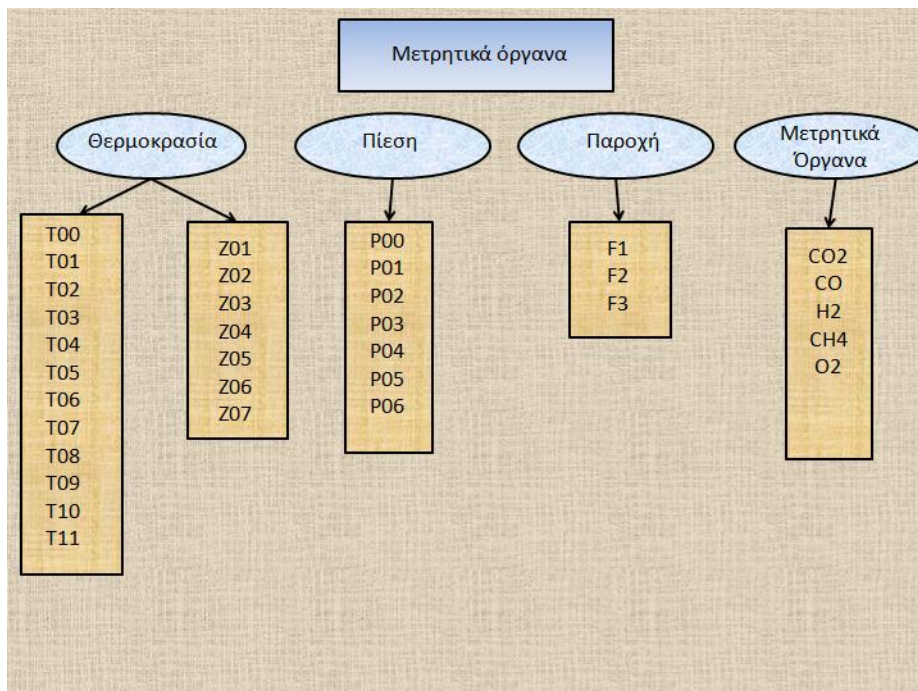 Μετρητικά όργανα
Θερμοκρασία
Πίεση
Παροχή
Μετρητικά
Όργανα
T00
T01
T02
T03
T04
T05
T06
T07
T08
T09
T10
T11
Z01
Z02
Z03
Z04
Z05
Z06
Z07
P00
P01
P02
P03
P04
P05
P06
F1
F2
F3
CO2
CO
H2
CH4
O2